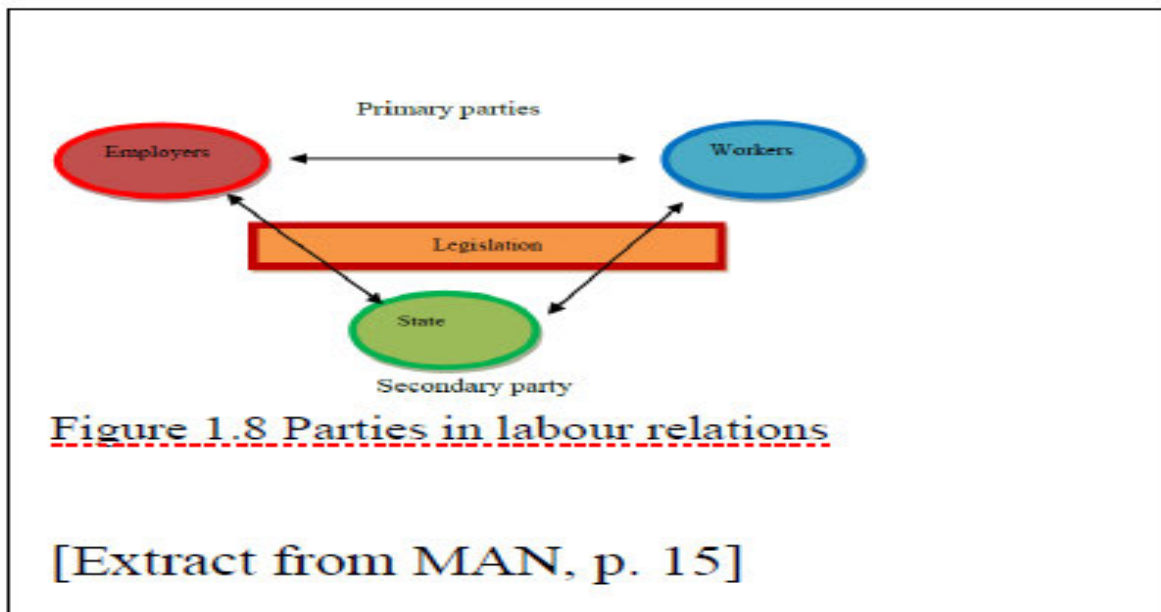 Primary parties
Employers
Workers
Legislation
State
Secondary party
Figure 1.8 Parties in labour relations
[Extract from MAN, p. 15]